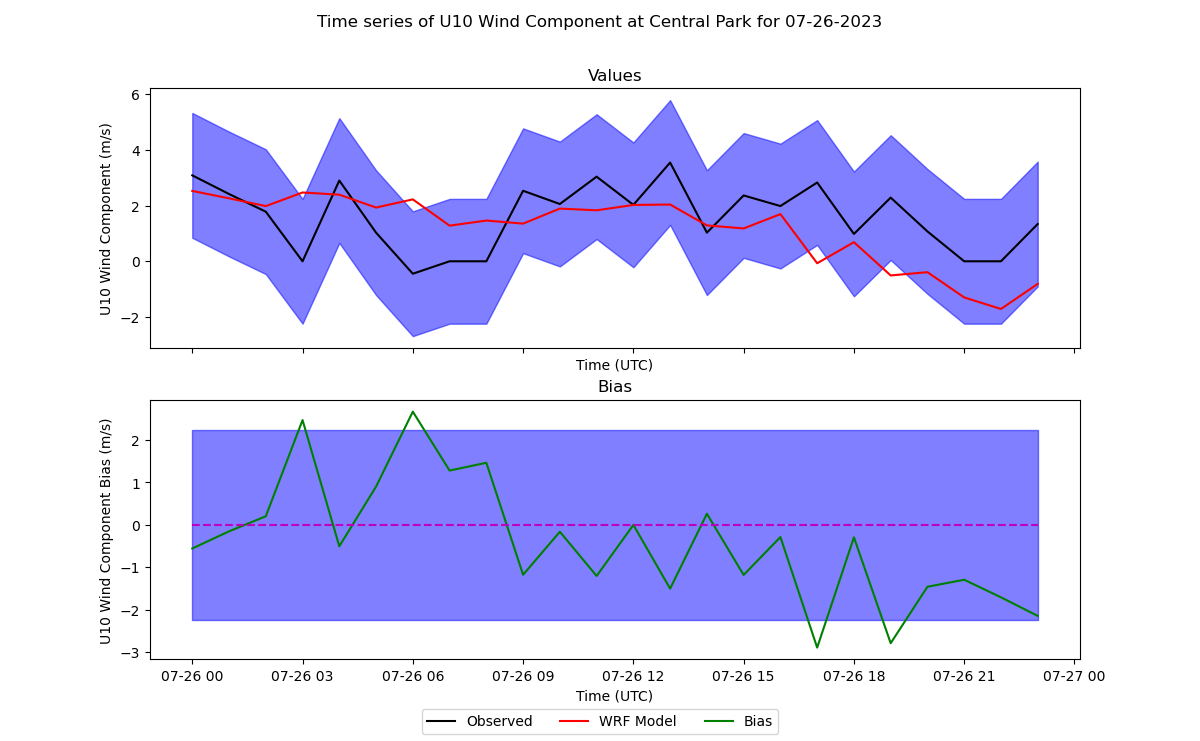 Time series of U10 Wind Component at Central Park for 07-26-2023
Values
U10 Wind Component (m/s)
6
4
2
0
−2
Time (UTC)
Bias
U10 Wind Component Bias (m/s)
2
1
0
−1
−2
−3
07-26 00 07-26 03 07-26 06 07-26 09 07-26 12 07-26 15 07-26 18 07-26 21 07-27 00
Time (UTC)
Observed WRF Model Bias